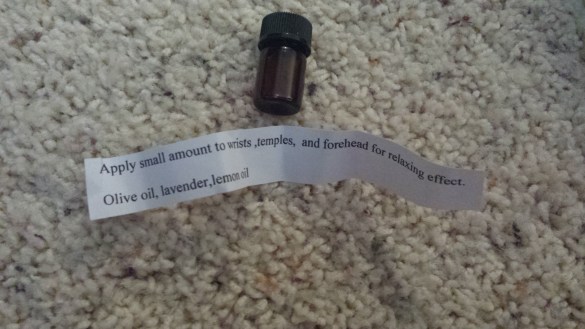 Apply small amount to wrists ,temples, and forehead for relaxing effect.
Olive oil, lavender,lemon oil